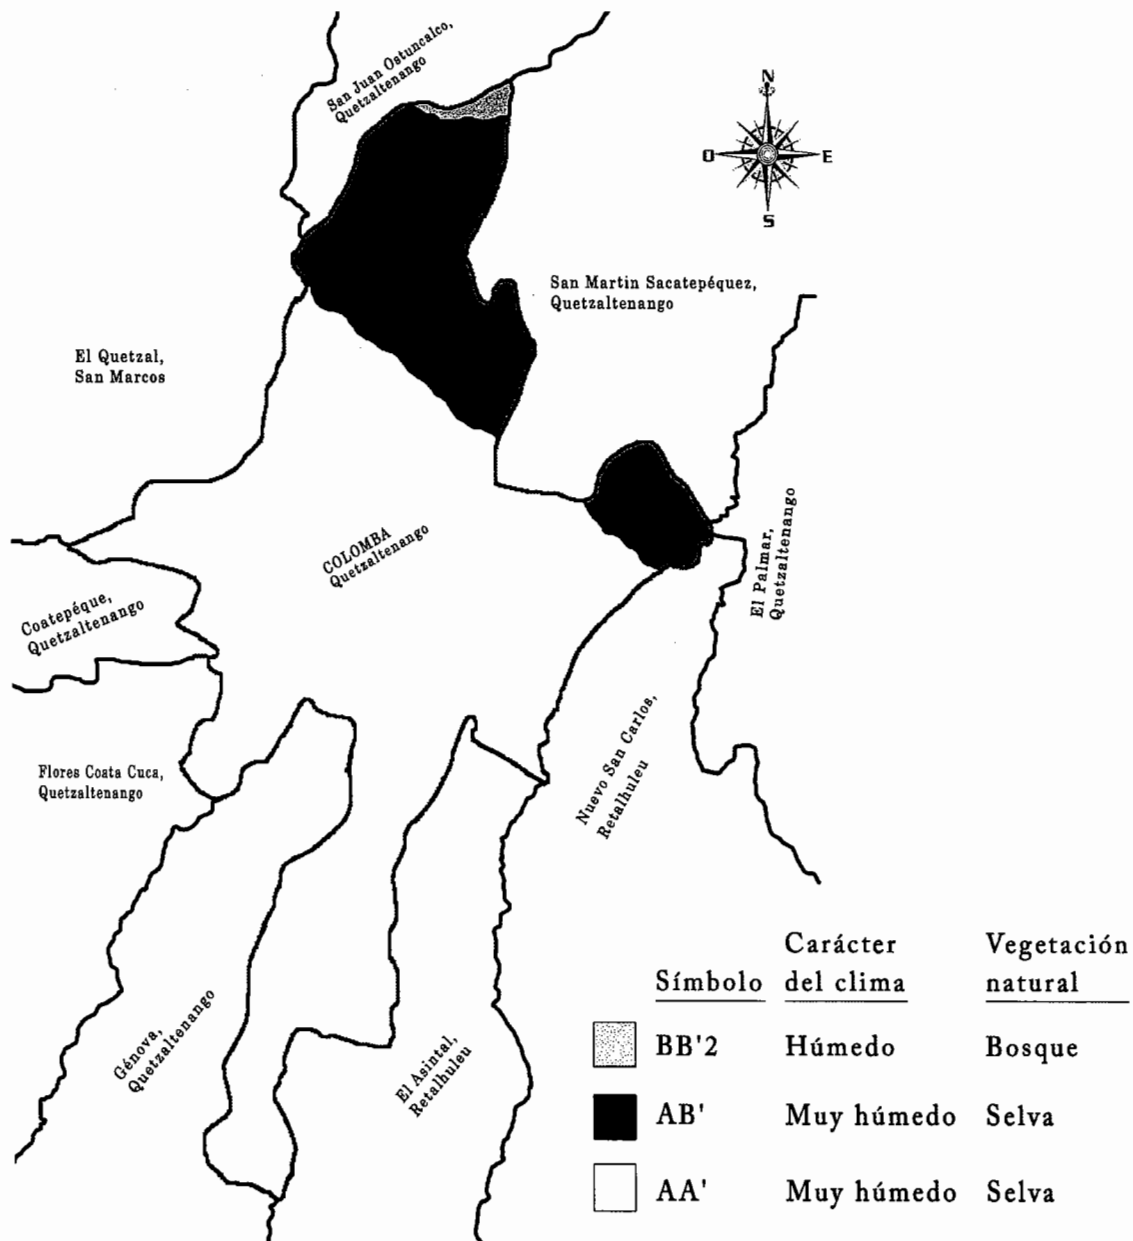 San Juan Ostuncalco,
Quetzaltenango
N
O
E
S
San Martin Sacatepéquez,
Quetzaltenango
El Quetzal,
San Marcos
COLOMBA
Quetzaltenango
El Palmar,
Quetzaltenango
Coatepéque,
Quetzaltenango
Flores Costa Cuca,
Quetzaltenango
Nuevo San Carlos,
Retalhuleu
Génova,
Quetzaltenango
El Asintal,
Retalhuleu
Símbolo Carácter del clima Vegetación natural
BB'2 Húmedo Bosque
AB' Muy húmedo Selva
AA' Muy húmedo Selva